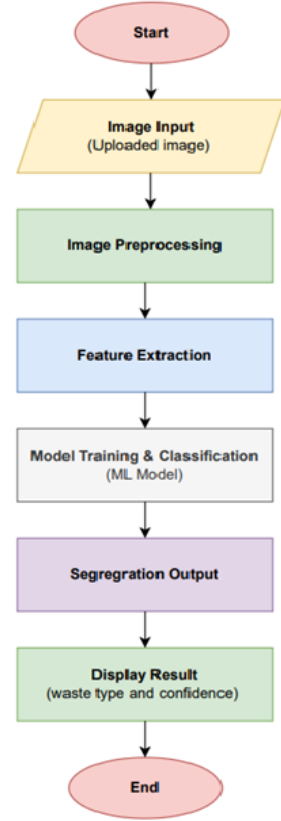 Start
Image Input
(Uploaded image)
Image Preprocessing
Feature Extraction
Model Training & Classification
(ML Model)
Segregration Output
Display Result
(waste type and confidence)
End